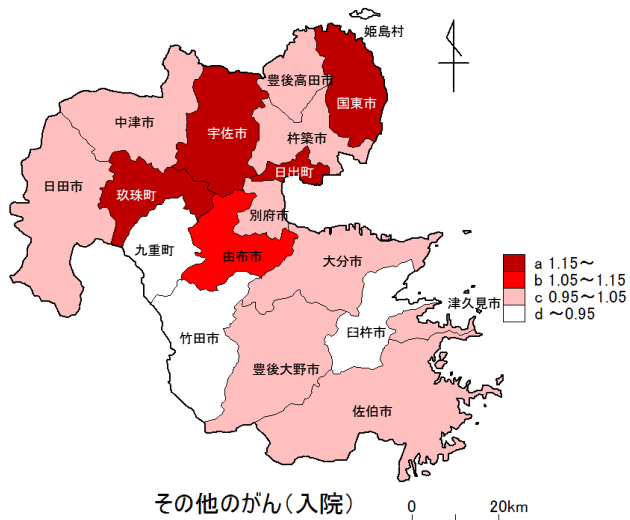 姫島村
豊後高田市
国東市
中津市
宇佐市
杵築市
日出町
日田市
玖珠町
別府市
九重町
由布市
大分市
a 1.15～
b 1.05～1.15
c 0.95～1.05
d ～0.95
津久見市
臼杵市
竹田市
豊後大野市
佐伯市
その他のがん(入院)
0 20km